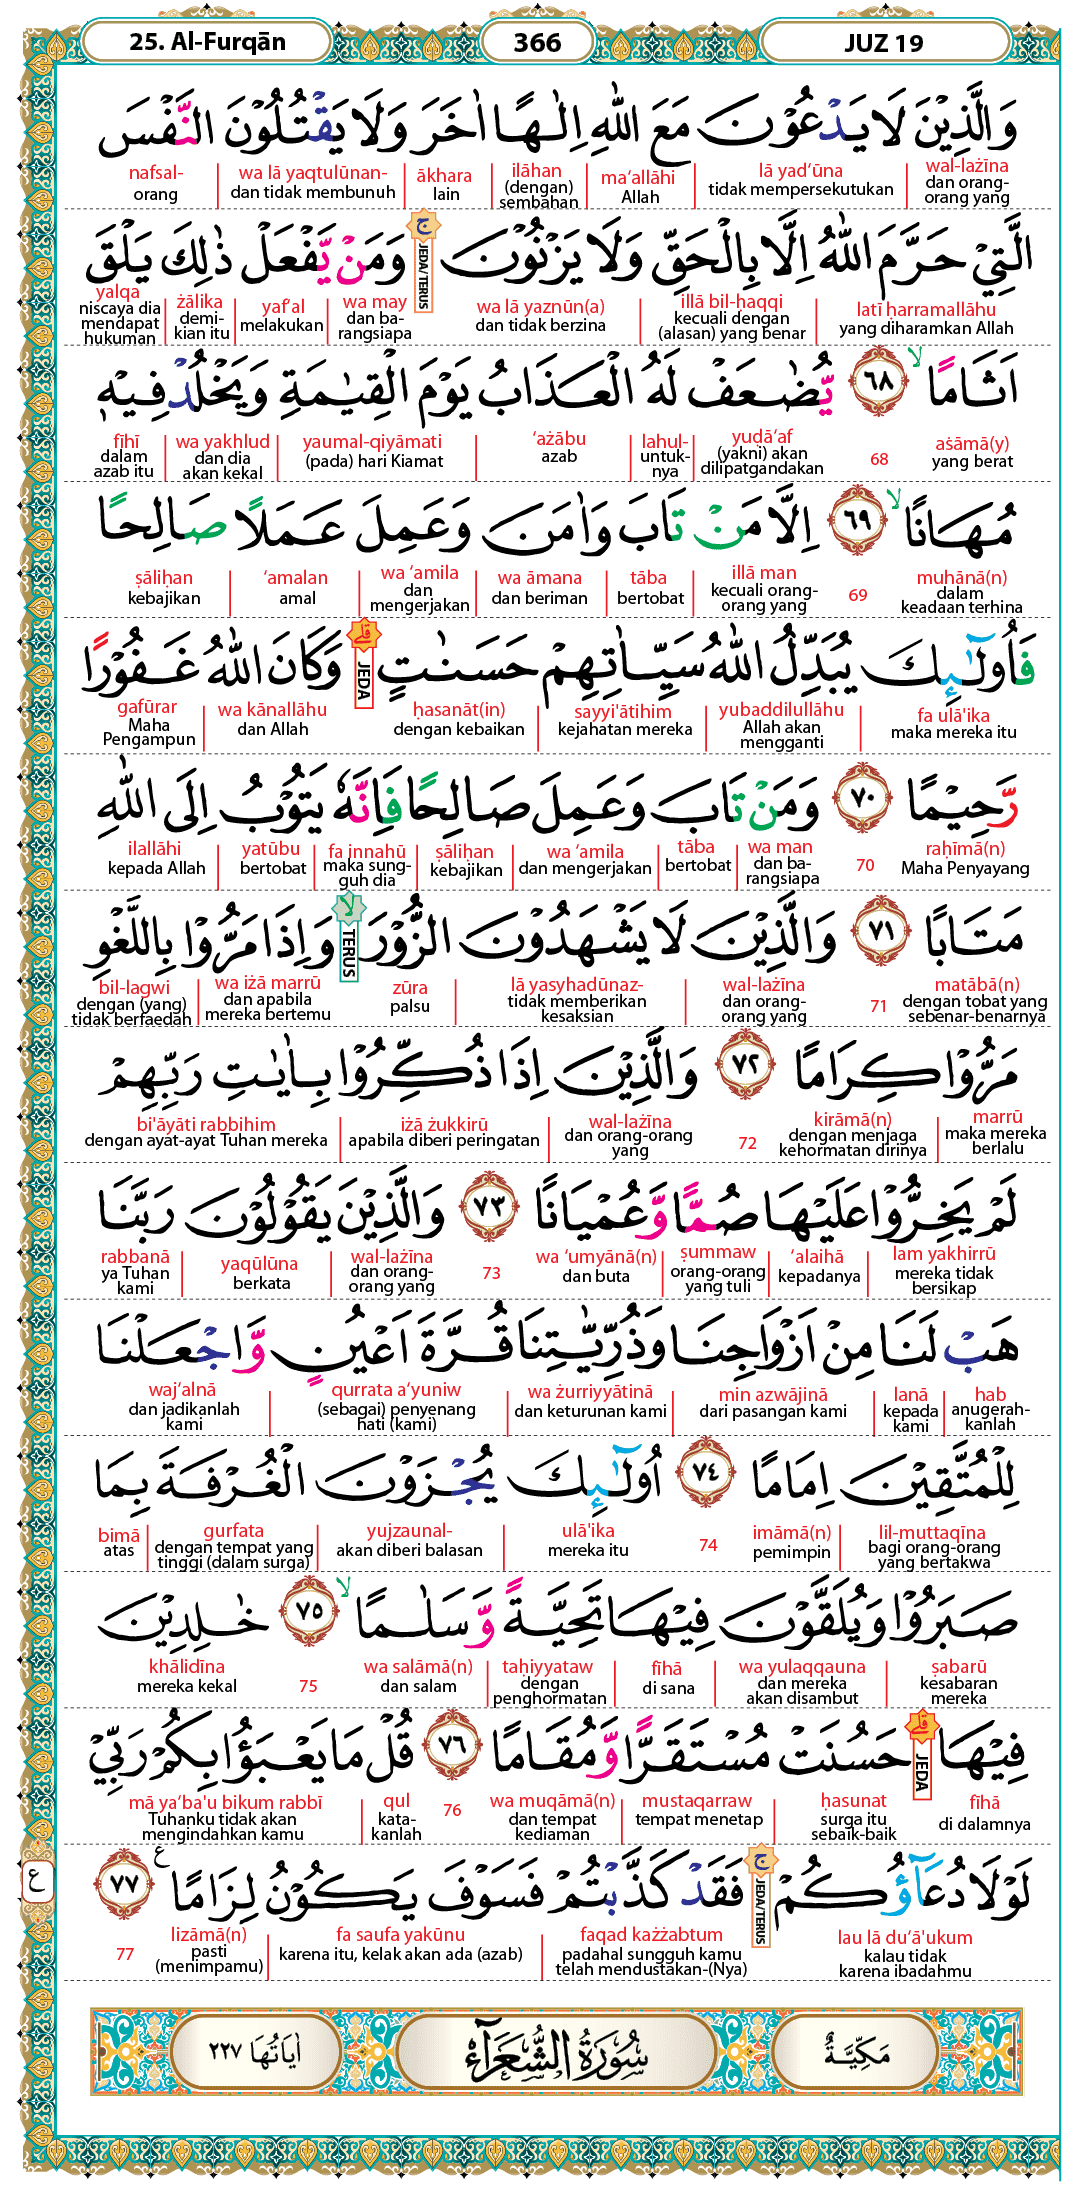 25. Al-Furqān 366 JUZ 19
وَالَّذِيْنَ لَا يَدْعُوْنَ مَعَ اللّٰهِ اِلٰهًا اٰخَرَ وَلَا يَقْتُلُوْنَ النَّفْسَ
wal-lażīna lā yad‘ūna ma‘allāhi ilāhan ākhara wa lā yaqtulūnan- nafsal-
dan orang-orang yang tidak mempersekutukan Allah (dengan) sembahan lain dan tidak membunuh orang
الَّتِيْ حَرَّمَ اللّٰهُ اِلَّا بِالْحَقِّ وَلَا يَزْنُوْنَ ۚ وَمَنْ يَّفْعَلْ ذٰلِكَ يَلْقَ
JEDA/TERUS
latī ḥarramallāhu illā bil-ḥaqqi wa lā yaznūn(a) wa may yaf‘al żālika yalqa
yang diharamkan Allah kecuali dengan (alasan) yang benar dan tidak berzina dan ba-rangsiapa melakukan demi-kian itu niscaya dia mendapat hukuman
اَثَامًا ۙ ٦٨ يُّضٰعَفْ لَهُ الْعَذَابُ يَوْمَ الْقِيٰمَةِ وَيَخْلُدْ فِيْهٖ
aṡāmā(y) 68 yuḍā‘af lahul- ‘ażābu yaumal-qiyāmati wa yakhlud fīhī
yang berat (yakni) akan dilipatgandakan untuk-nya azab (pada) hari Kiamat dan dia akan kekal dalam azab itu
مُهَانًا ۙ ٦٩ اِلَّا مَنْ تَابَ وَاٰمَنَ وَعَمِلَ عَمَلًا صَالِحًا
muhānā(n) 69 illā man tāba wa āmana wa ‘amila ‘amalan ṣāliḥan
dalam keadaan terhina kecuali orang-orang yang bertobat dan beriman dan mengerjakan amal kebajikan
فَاُولٰۤىِٕكَ يُبَدِّلُ اللّٰهُ سَيِّاٰتِهِمْ حَسَنٰتٍ ۗ وَكَانَ اللّٰهُ غَفُوْرًا
JEDA
fa ulā'ika yubaddilullāhu sayyi'ātihim ḥasanāt(in) wa kānallāhu gafūrar
maka mereka itu Allah akan mengganti kejahatan mereka dengan kebaikan dan Allah Maha Pengampun
رَّحِيْمًا ٧٠ وَمَنْ تَابَ وَعَمِلَ صَالِحًا فَاِنَّهٗ يَتُوْبُ اِلَى اللّٰهِ
raḥīmā(n) 70 wa man tāba wa ‘amila ṣāliḥan fa innahū yatūbu ilallāhi
Maha Penyayang dan ba-rangsiapa bertobat dan mengerjakan kebajikan maka sung-guh dia bertobat kepada Allah
مَتَابًا ٧١ وَالَّذِيْنَ لَا يَشْهَدُوْنَ الزُّوْرَ ۙ وَاِذَا مَرُّوْا بِاللَّغْوِ
TERUS
matābā(n) 71 wal-lażīna lā yasyhadūnaz- zūra wa iżā marrū bil-lagwi
dengan tobat yang sebenar-benarnya dan orang-orang yang tidak memberikan kesaksian palsu dan apabila mereka bertemu dengan (yang) tidak berfaedah
مَرُّوْا كِرَامًا ٧٢ وَالَّذِيْنَ اِذَا ذُكِّرُوْا بِاٰيٰتِ رَبِّهِمْ
marrū kirāmā(n) 72 wal-lażīna iżā żukkirū bi'āyāti rabbihim
maka mereka berlalu dengan menjaga kehormatan dirinya dan orang-orang yang apabila diberi peringatan dengan ayat-ayat Tuhan mereka
لَمْ يَخِرُّوْا عَلَيْهَا صُمًّا وَّعُمْيَانًا ٧٣ وَالَّذِيْنَ يَقُوْلُوْنَ رَبَّنَا
lam yakhirrū ‘alaihā ṣummaw wa ‘umyānā(n) 73 wal-lażīna yaqūlūna rabbanā
mereka tidak bersikap kepadanya orang-orang yang tuli dan buta dan orang-orang yang berkata ya Tuhan kami
هَبْ لَنَا مِنْ اَزْوَاجِنَا وَذُرِّيّٰتِنَا قُرَّةَ اَعْيُنٍ وَّاجْعَلْنَا
hab lanā min azwājinā wa żurriyyātinā qurrata a‘yuniw waj‘alnā
anugerah-kanlah kepada kami dari pasangan kami dan keturunan kami (sebagai) penyenang hati (kami) dan jadikanlah kami
لِلْمُتَّقِيْنَ اِمَامًا ٧٤ اُولٰۤىِٕكَ يُجْزَوْنَ الْغُرْفَةَ بِمَا
lil-muttaqīna imāmā(n) 74 ulā'ika yujzaunal- gurfata bimā
bagi orang-orang yang bertakwa pemimpin mereka itu akan diberi balasan dengan tempat yang tinggi (dalam surga) atas
صَبَرُوْا وَيُلَقَّوْنَ فِيْهَا تَحِيَّةً وَّسَلٰمًا ۙ ٧٥ خٰلِدِيْنَ
ṣabarū wa yulaqqauna fīhā taḥiyyataw wa salāmā(n) 75 khālidīna
kesabaran mereka dan mereka akan disambut di sana dengan penghormatan dan salam mereka kekal
فِيْهَا ۗ حَسُنَتْ مُسْتَقَرًّا وَّمُقَامًا ٧٦ قُلْ مَا يَعْبَؤُا بِكُمْ رَبِّيْ
JEDA
fīhā ḥasunat mustaqarraw wa muqāmā(n) 76 qul mā ya‘ba'u bikum rabbī
di dalamnya surga itu sebaik-baik tempat menetap dan tempat kediaman kata-kanlah Tuhanku tidak akan mengindahkan kamu
لَوْلَا دُعَاۤؤُكُمْ ۚ فَقَدْ كَذَّبْتُمْ فَسَوْفَ يَكُوْنُ لِزَامًا ࣖ ٧٧
ع
JEDA/TERUS
lau lā du‘ā'ukum faqad każżabtum fa saufa yakūnu lizāmā(n) 77
kalau tidak karena ibadahmu padahal sungguh kamu telah mendustakan-(Nya) karena itu, kelak akan ada (azab) pasti (menimpamu)
مَكِّيَّةٌ سُوْرَةُ الشُّعَرَاۤءِ اٰيَاتُهَا ٢٢٧